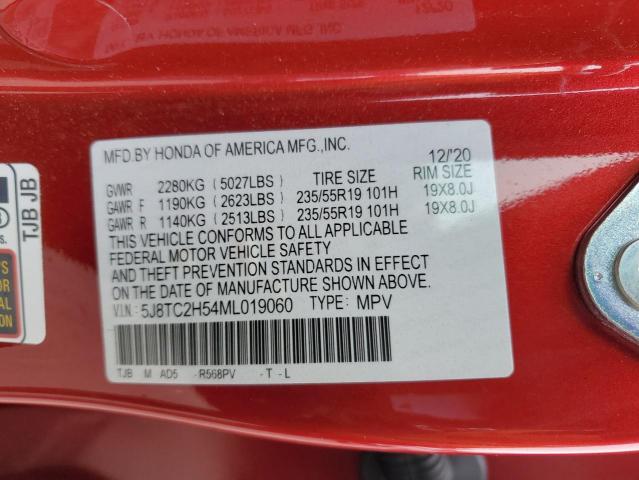 MFD.BY HONDA OF AMERICA MFG.,INC. 12/'20
GVWR 2280KG (5027LBS) TIRE SIZE RIM SIZE
GAWR F 1190KG (2623LBS) 235/55R19 101H 19X8.0J
GAWR R 1140KG (2513LBS) 235/55R19 101H 19X8.0J
THIS VEHICLE CONFORMS TO ALL APPLICABLE
FEDERAL MOTOR VEHICLE SAFETY
AND THEFT PREVENTION STANDARDS IN EFFECT
ON THE DATE OF MANUFACTURE SHOWN ABOVE.
V.I.N.: 5J8TC2H54ML019060 TYPE: MPV
TJB M AD5 -R568PV -T -L
TJB JB